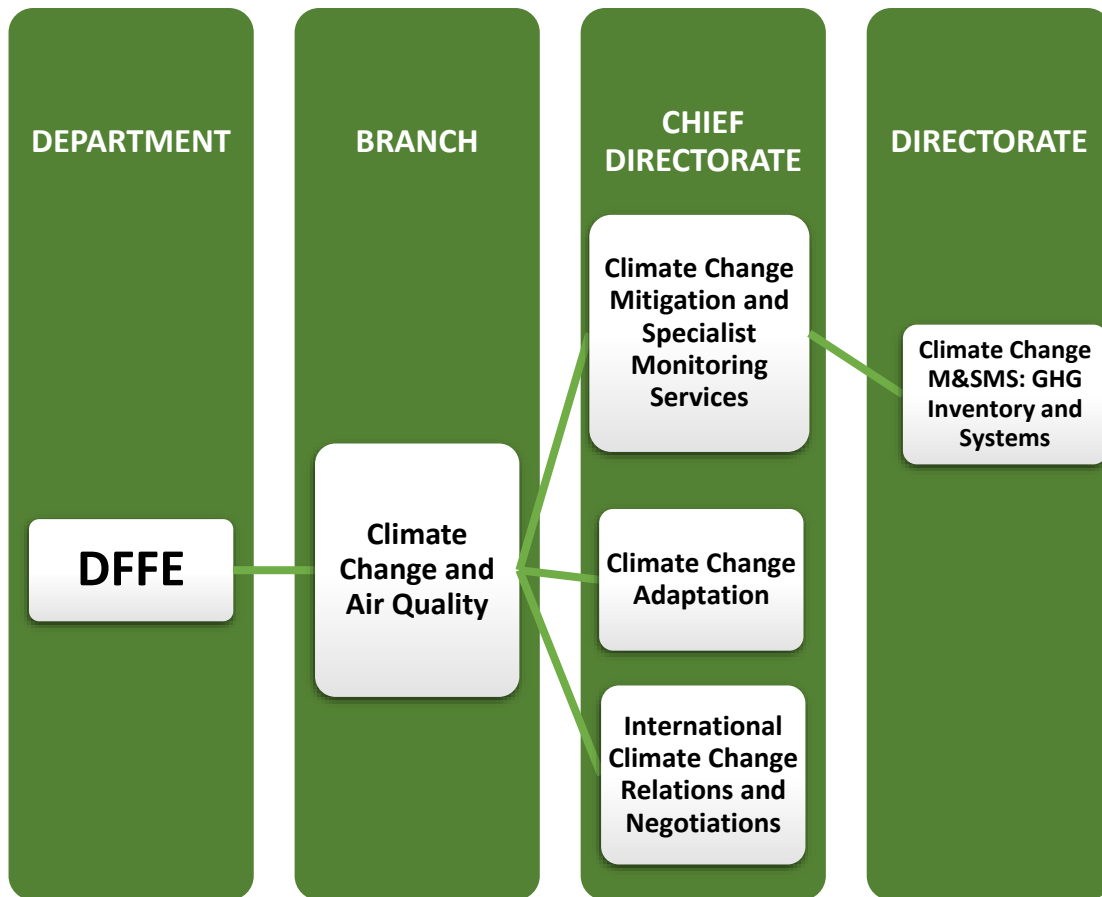 DEPARTMENT
BRANCH
CHIEF
DIRECTORATE
DIRECTORATE
DFFE
Climate
Change and
Air Quality
Climate Change
Mitigation and
Specialist
Monitoring
Services
Climate Change
Adaptation
International
Climate Change
Relations and
Negotiations
Climate Change
M&SMS: GHG
Inventory and
Systems